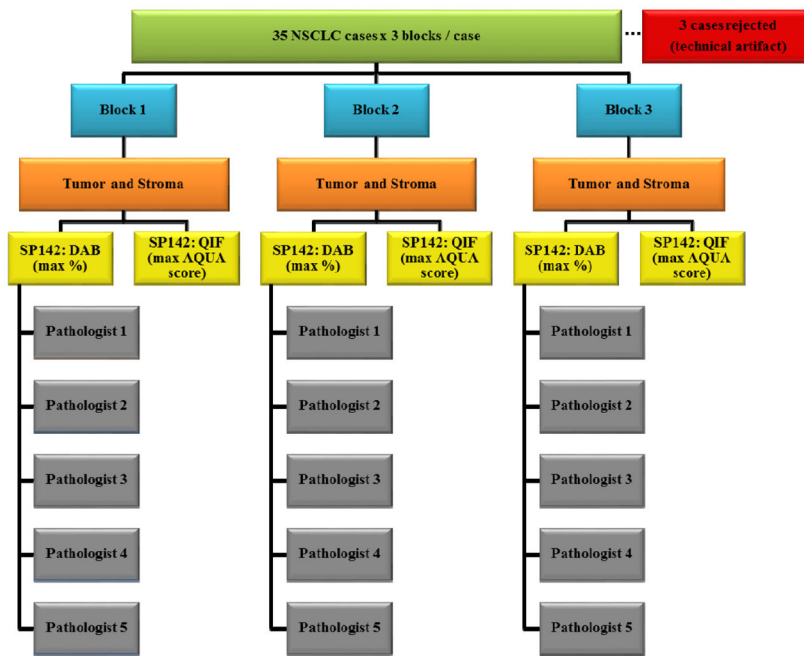 35 NSCLC cases x 3 blocks / case
3 cases rejected
(technical artifact)
Block 1
Block 2
Block 3
Tumor and Stroma
Tumor and Stroma
Tumor and Stroma
SP142: DAB
(max %)
SP142: QIF
(max AQUA
score)
SP142: DAB
(max %)
SP142: QIF
(max AQUA
score)
SP142: DAB
(max %)
SP142: QIF
(max AQUA
score)
Pathologist 1
Pathologist 1
Pathologist 1
Pathologist 2
Pathologist 2
Pathologist 2
Pathologist 3
Pathologist 3
Pathologist 3
Pathologist 4
Pathologist 4
Pathologist 4
Pathologist 5
Pathologist 5
Pathologist 5